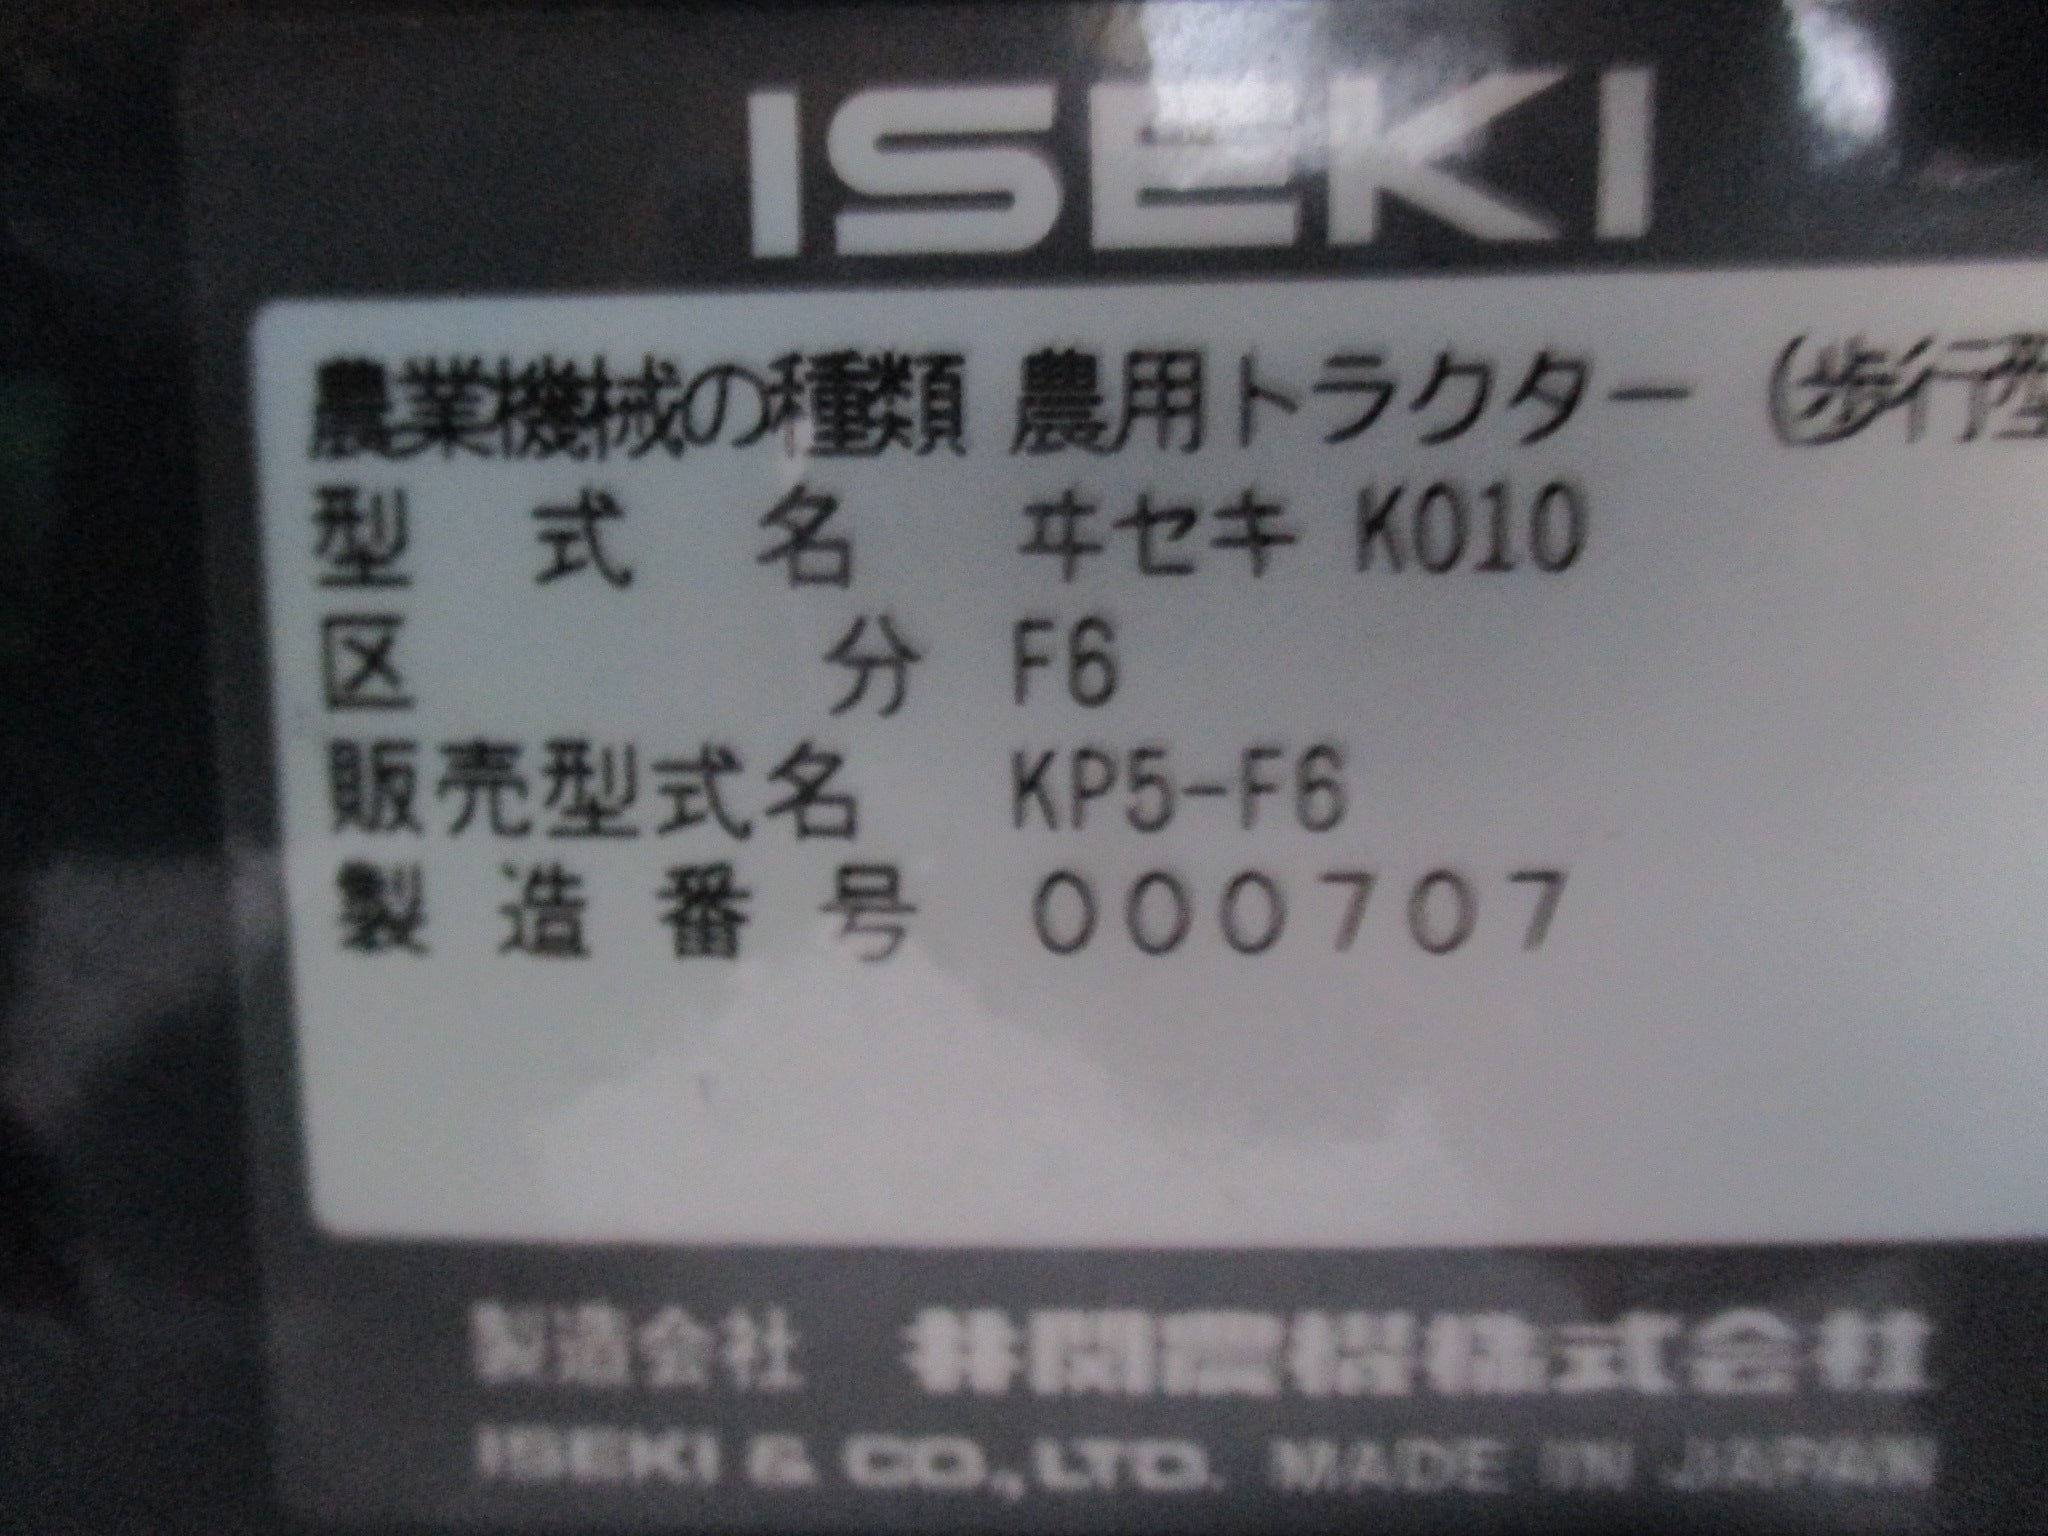 ISEKI
農業機械の種類 農用トラクター (歩行型
型式名 ヰセキ K010
区分 F6
販売型式名 KP5-F6
製造番号 000707
製造会社 井関農機株式会社
ISEKI & CO., LTD. MADE IN JAPAN